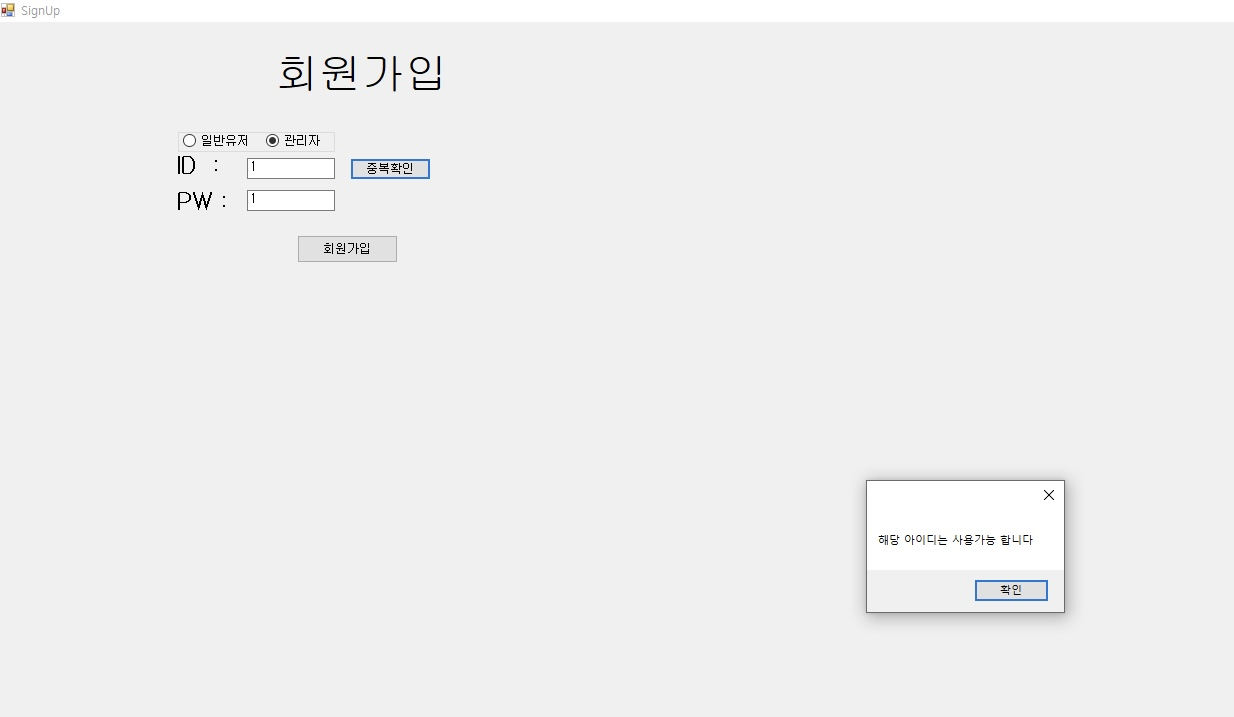 SignUp
회원가입
일반유저 관리자
ID : 1 중복확인
PW : 1
회원가입
해당 아이디는 사용가능 합니다
확인